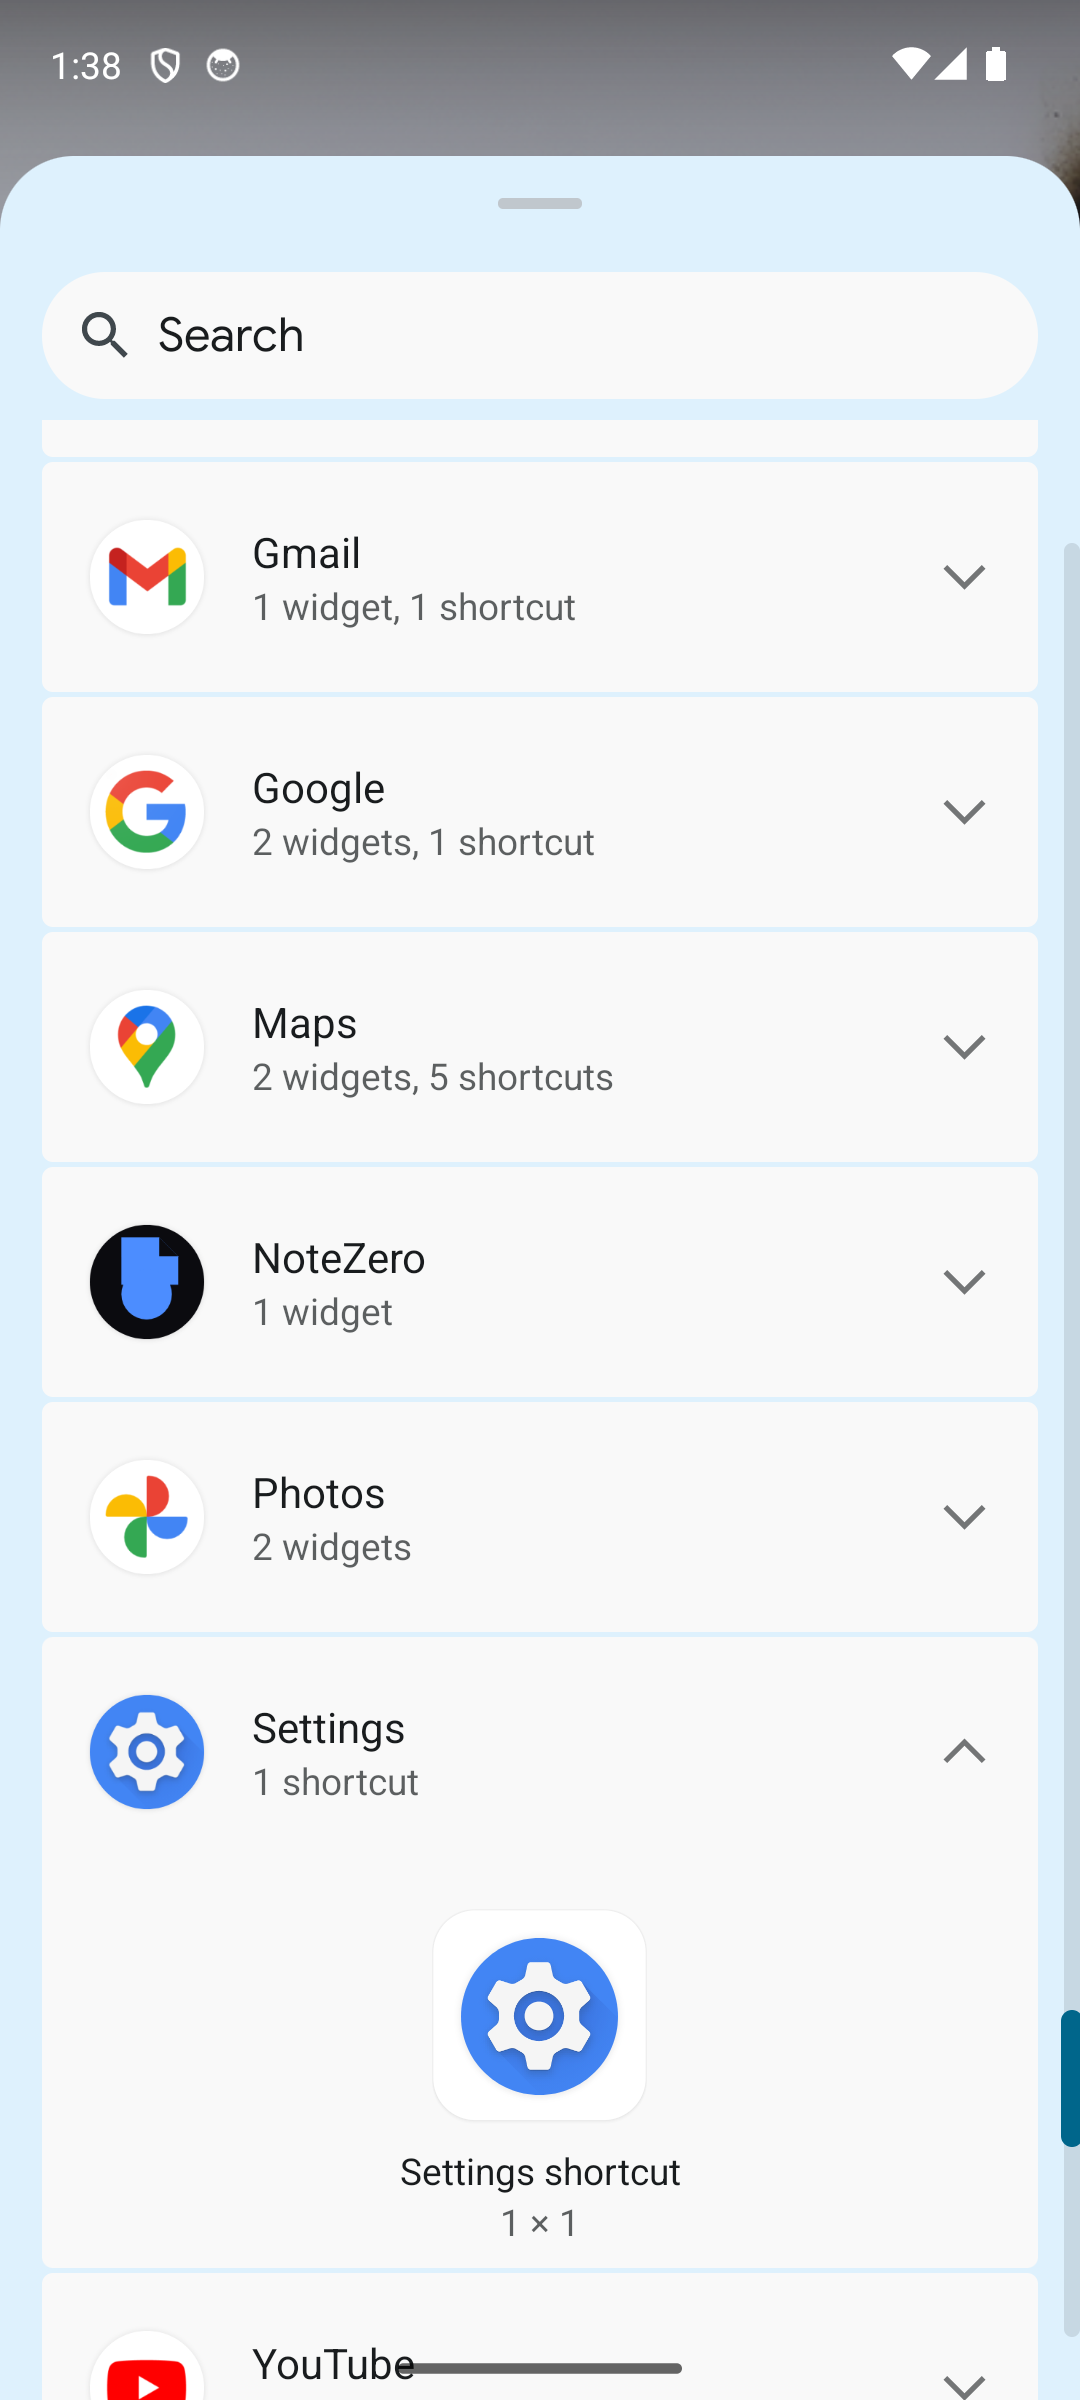 1:38
Search
Gmail
1 widget, 1 shortcut
Google
2 widgets, 1 shortcut
Maps
2 widgets, 5 shortcuts
NoteZero
1 widget
Photos
2 widgets
Settings
1 shortcut
Settings shortcut
1 × 1
YouTube